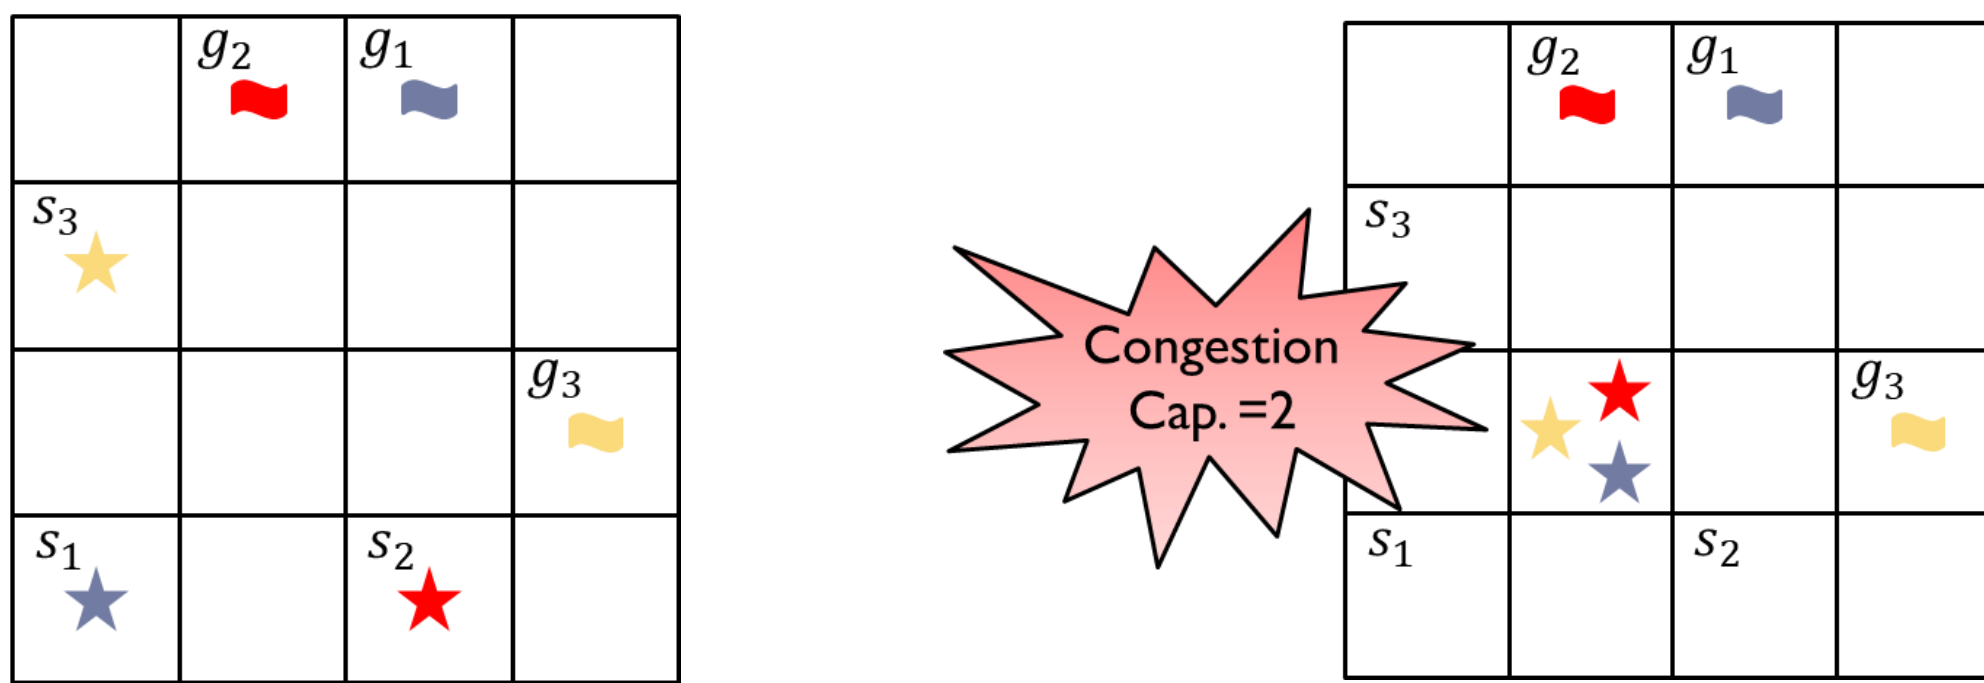 g₂ g₁
s₃
g₃
s₁ s₂
g₂ g₁
s₃
Congestion
Cap. =2
g₃
s₁ s₂